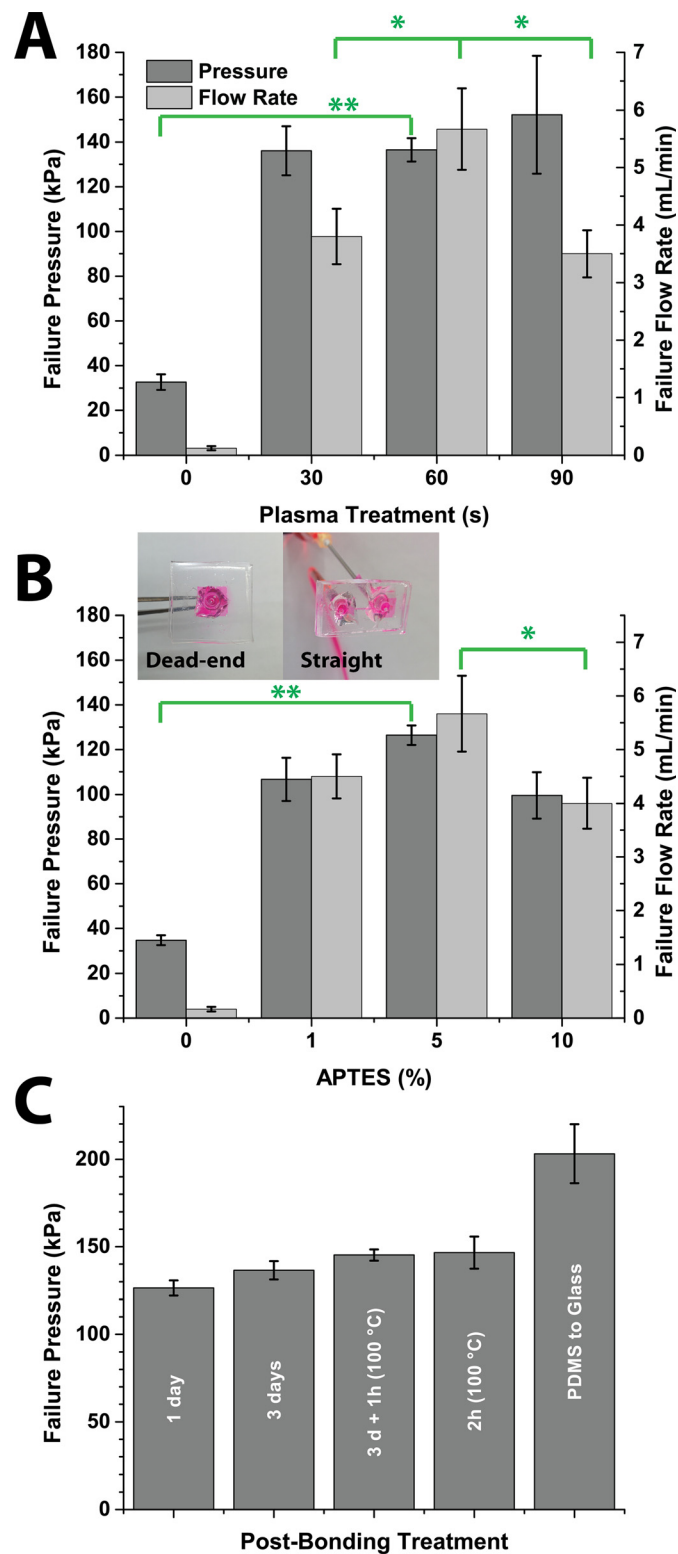 A
*
*
Pressure
Flow Rate
**
180
160
140
120
100
80
60
40
20
0
Failure Pressure (kPa)
7
6
5
4
3
2
1
0
Failure Flow Rate (mL/min)
0 30 60 90
Plasma Treatment (s)
B
Dead-end
Straight
*
**
180
160
140
120
100
80
60
40
20
0
Failure Pressure (kPa)
7
6
5
4
3
2
1
0
Failure Flow Rate (mL/min)
0 1 5 10
APTES (%)
C
200
150
100
50
0
Failure Pressure (kPa)
1 day
3 days
3 d + 1h (100 °C)
2h (100 °C)
PDMS to Glass
Post-Bonding Treatment